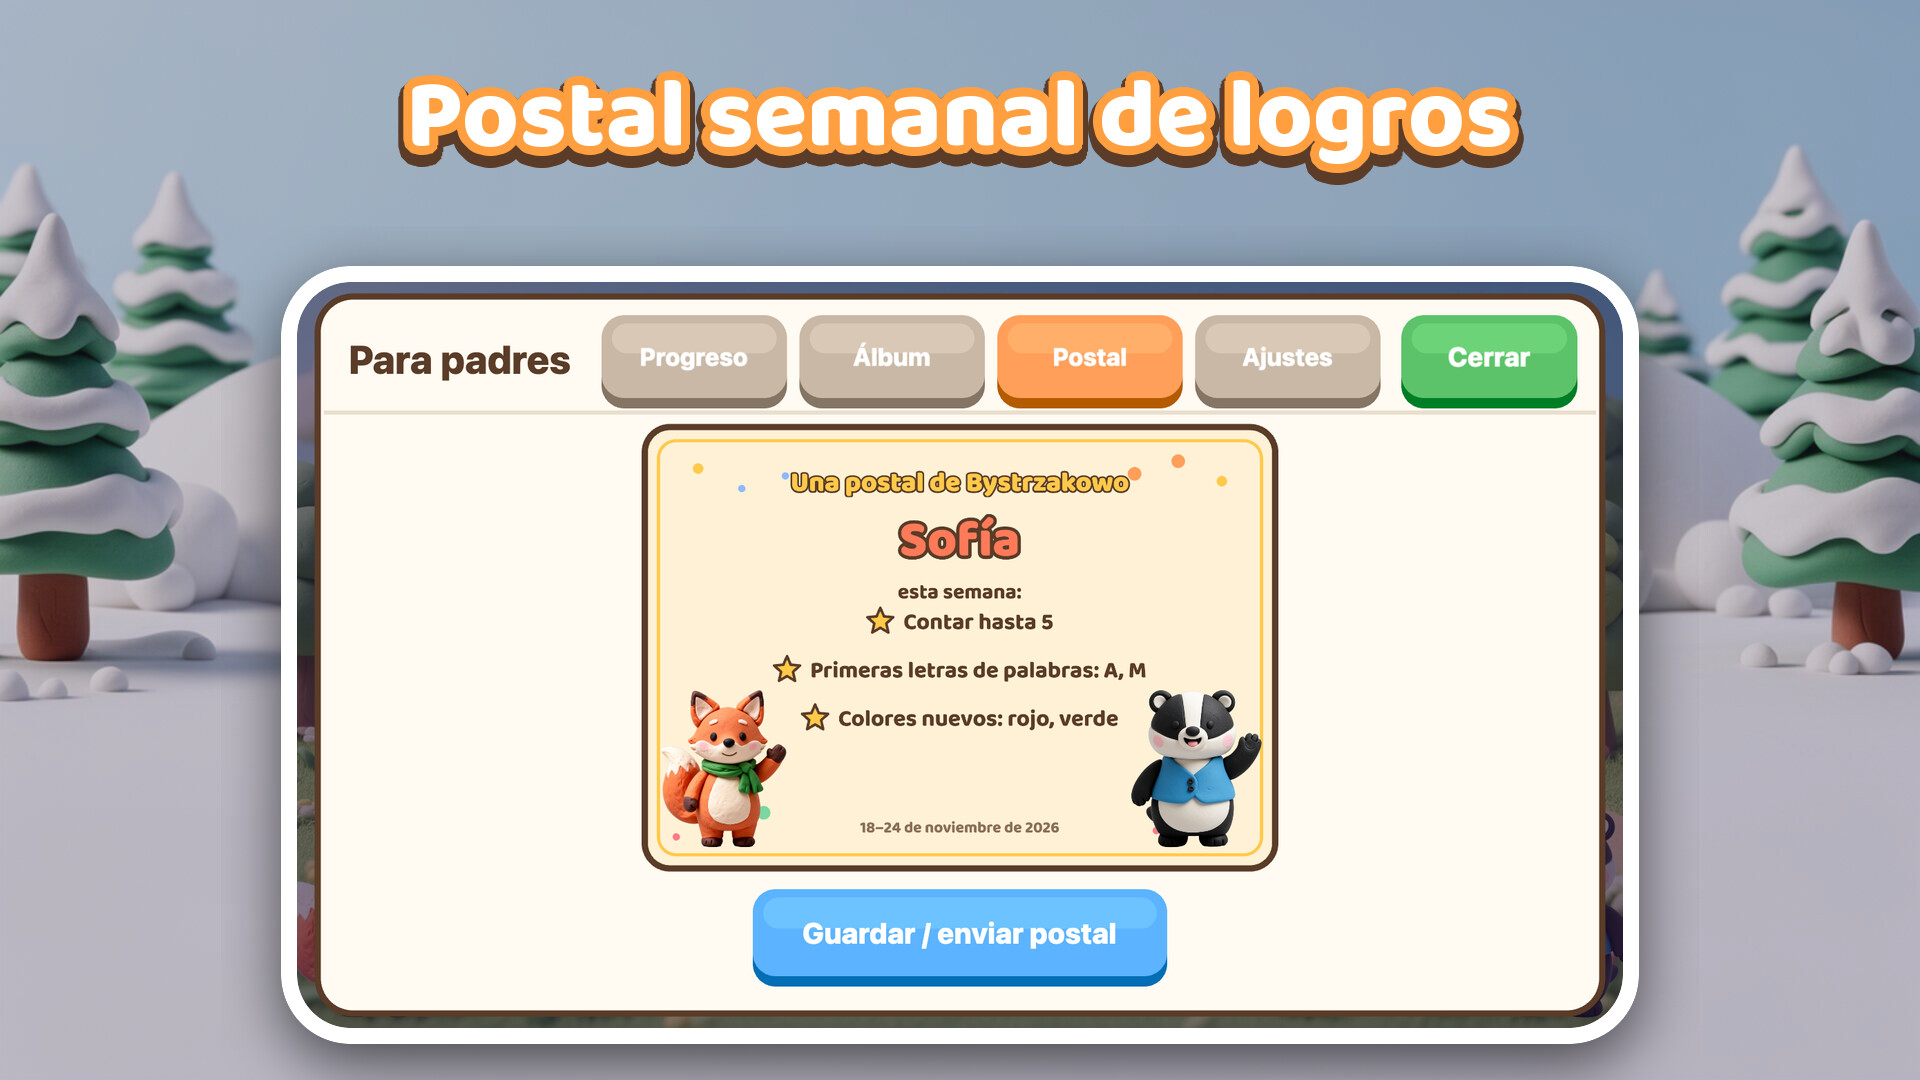 Postal semanal de logros
Para padres
Progreso
Álbum
Postal
Ajustes
Cerrar
Una postal de Bystrzakowo
Sofía
esta semana:
Contar hasta 5
Primeras letras de palabras: A, M
Colores nuevos: rojo, verde
18–24 de noviembre de 2026
Guardar / enviar postal